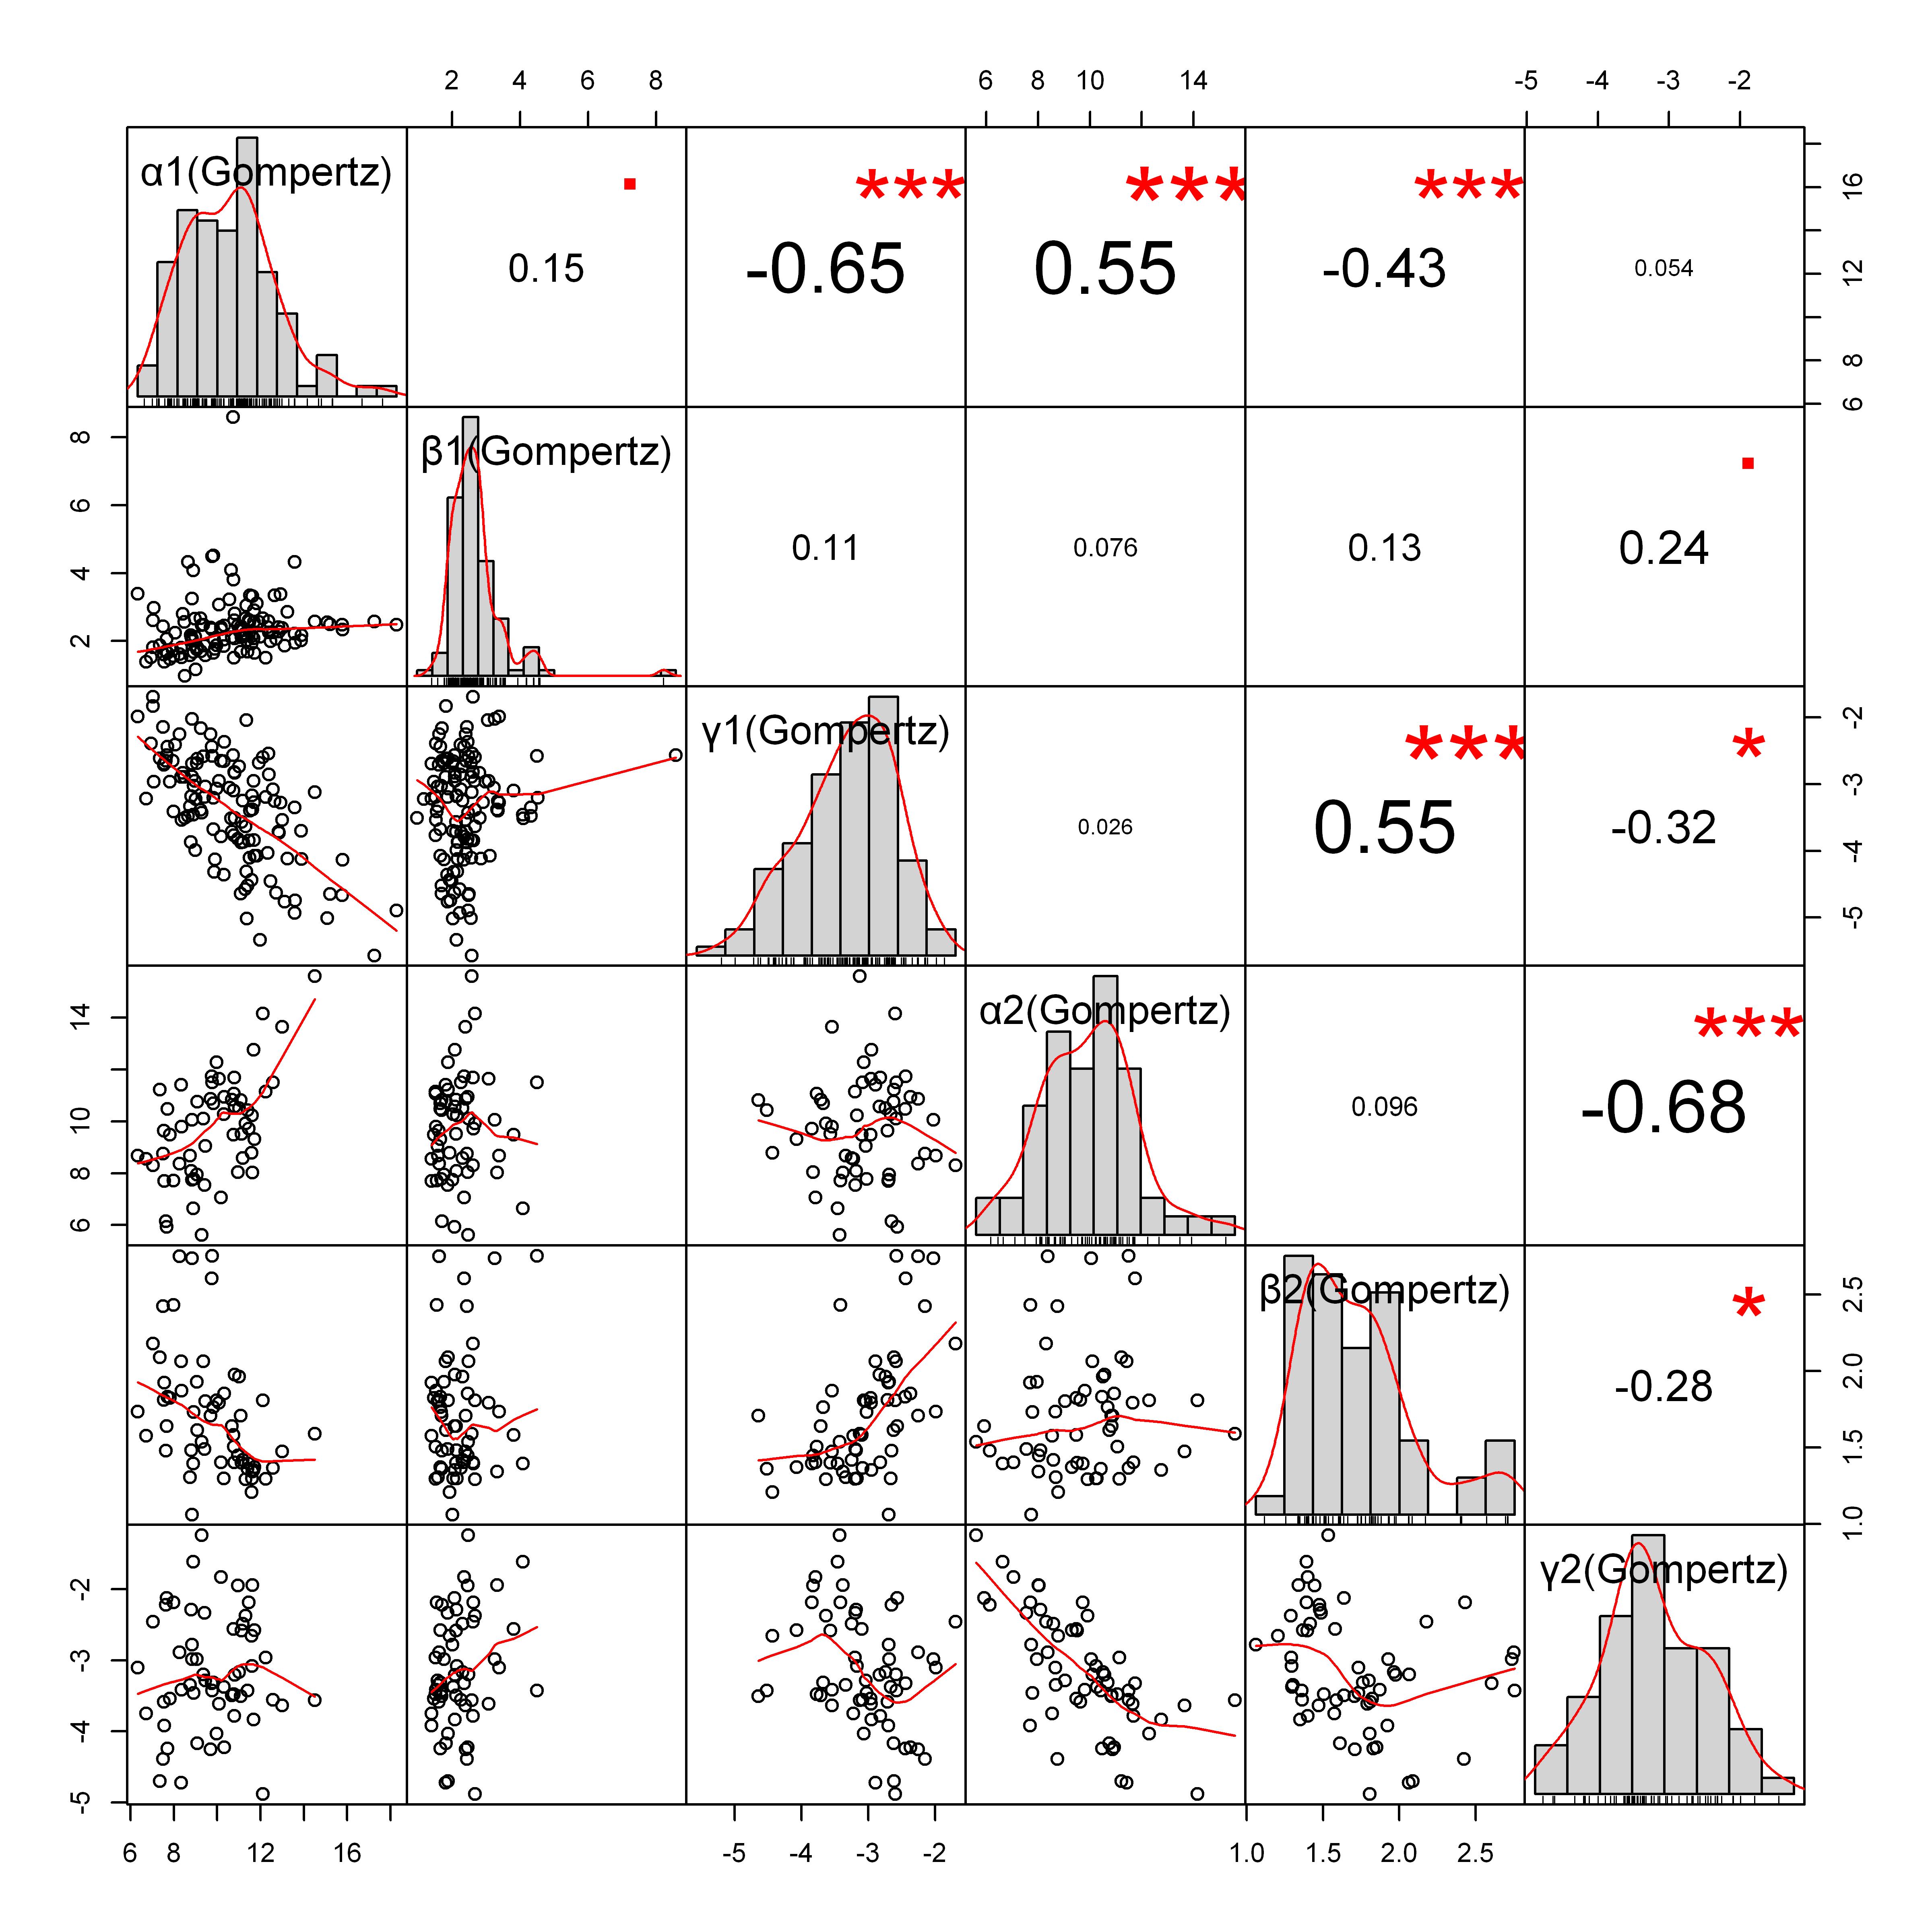 2 4 6 8 6 8 10 14 -5 -4 -3 -2
α1(Gompertz) 0.15 -0.65 *** 0.55 *** -0.43 *** 0.054
6 8 12 16
β1(Gompertz) 0.11 0.076 0.13 0.24
2 4 6 8
γ1(Gompertz) 0.026 0.55 *** -0.32 *
-5 -4 -3 -2
α2(Gompertz) 0.096 -0.68 ***
6 8 10 14
β2(Gompertz) -0.28 *
1.0 1.5 2.0 2.5
γ2(Gompertz)
-5 -4 -3 -2
6 8 12 16 -5 -4 -3 -2 1.0 1.5 2.0 2.5